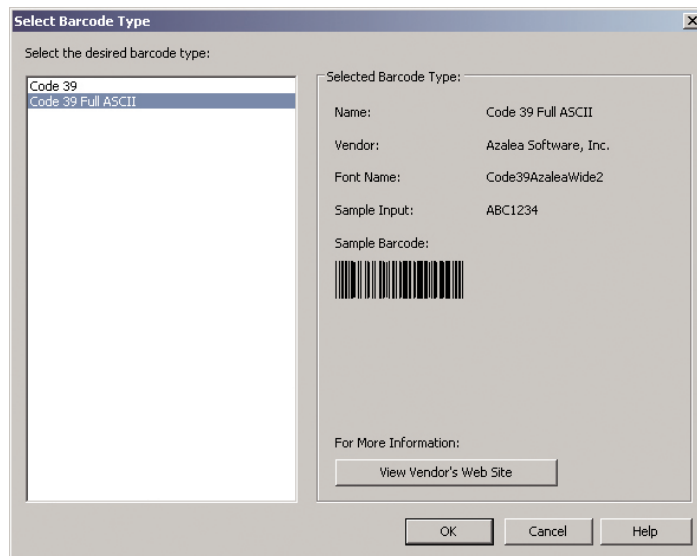 Select Barcode Type
Select the desired barcode type:
Code 39
Code 39 Full ASCII
Selected Barcode Type:
Name: Code 39 Full ASCII
Vendor: Azalea Software, Inc.
Font Name: Code39AzaleaWide2
Sample Input: ABC1234
Sample Barcode:
For More Information:
View Vendor's Web Site
OK Cancel Help